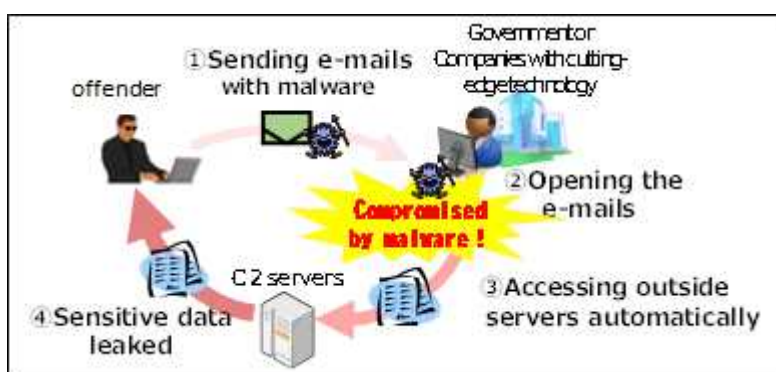 Governmentor
Companies with cutting-
edgetechnology
①Sending e-mails
with malware
offender
②Opening the
e-mails
Compromised
by malware!
③Accessing outside
servers automatically
C2 servers
④Sensitive data
leaked